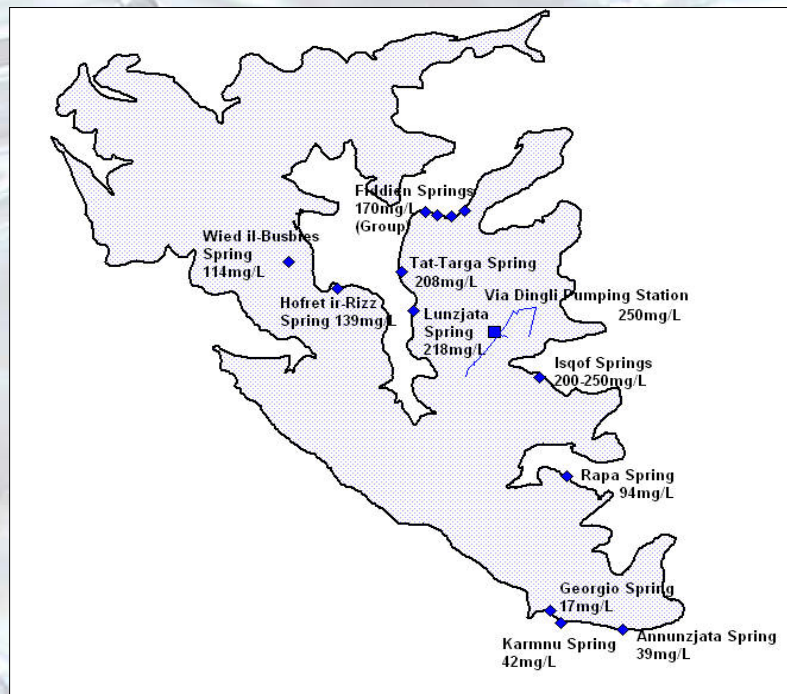 Fiddien Springs
170mg/L
(Group)
Wied il-Busbies
Spring
114mg/L
Tat-Targa Spring
208mg/L
Hofret ir-Rizz
Spring 139mg/L
Via Dingli Pumping Station
250mg/L
Lunzjata
Spring
218mg/L
Isqof Springs
200-250mg/L
Rapa Spring
94mg/L
Georgio Spring
17mg/L
Karmnu Spring
42mg/L
Annunzjata Spring
39mg/L